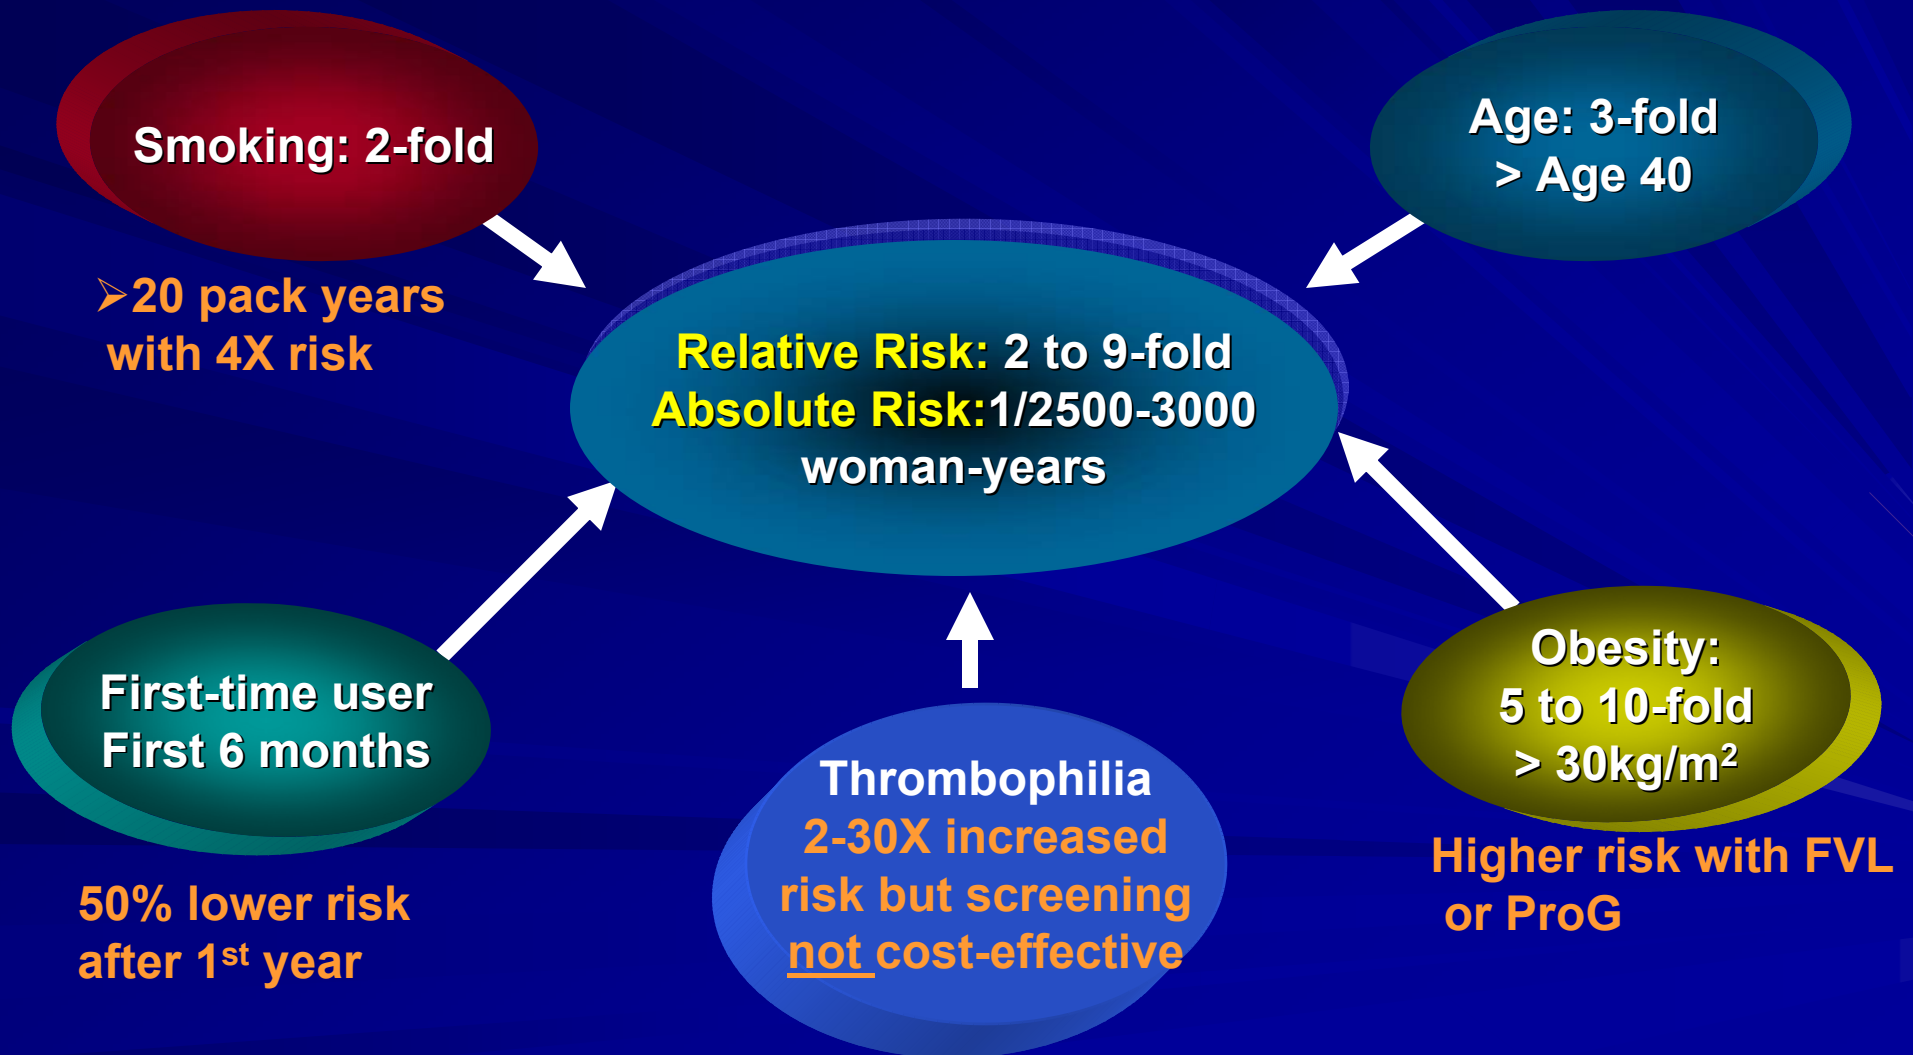 Smoking: 2-fold
➢20 pack years
with 4X risk
Age: 3-fold
> Age 40
Relative Risk: 2 to 9-fold
Absolute Risk:1/2500-3000
woman-years
First-time user
First 6 months
50% lower risk
after 1st year
Thrombophilia
2-30X increased
risk but screening
not cost-effective
Obesity:
5 to 10-fold
> 30kg/m²
Higher risk with FVL
or ProG